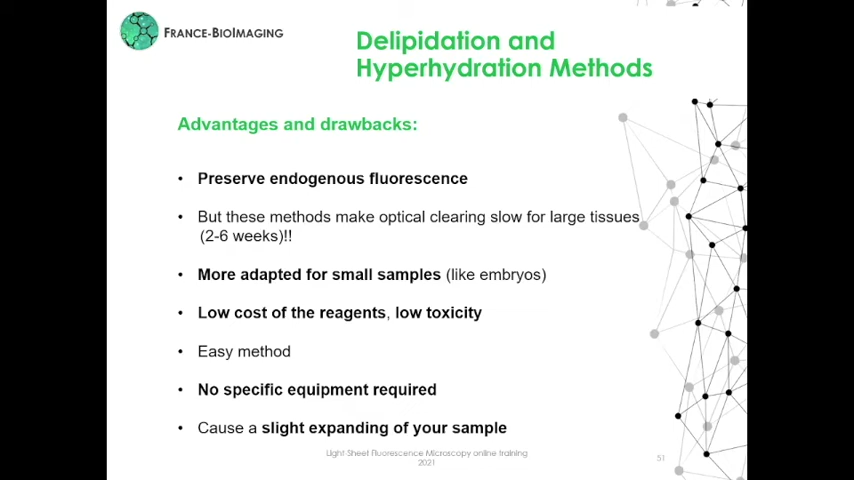 FRANCE-BIOIMAGING
Delipidation and
Hyperhydration Methods
Advantages and drawbacks:
• Preserve endogenous fluorescence
• But these methods make optical clearing slow for large tissues
(2-6 weeks)!!
• More adapted for small samples (like embryos)
• Low cost of the reagents, low toxicity
• Easy method
• No specific equipment required
• Cause a slight expanding of your sample
Light-Sheet Fluorescence Microscopy online training
2021
51